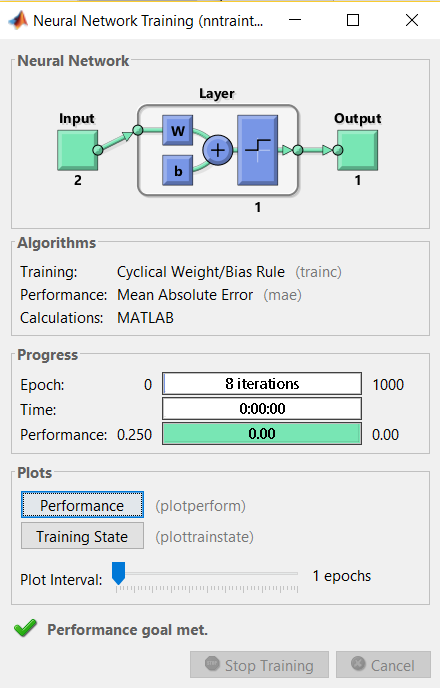 Neural Network Training (nntraint...
Neural Network
Layer
Input
Output
W
b
+
2
1
1
Algorithms
Training: Cyclical Weight/Bias Rule (trainc)
Performance: Mean Absolute Error (mae)
Calculations: MATLAB
Progress
Epoch: 0 8 iterations 1000
Time: 0:00:00
Performance: 0.250 0.00 0.00
Plots
Performance (plotperform)
Training State (plottrainstate)
Plot Interval: 1 epochs
Performance goal met.
Stop Training Cancel